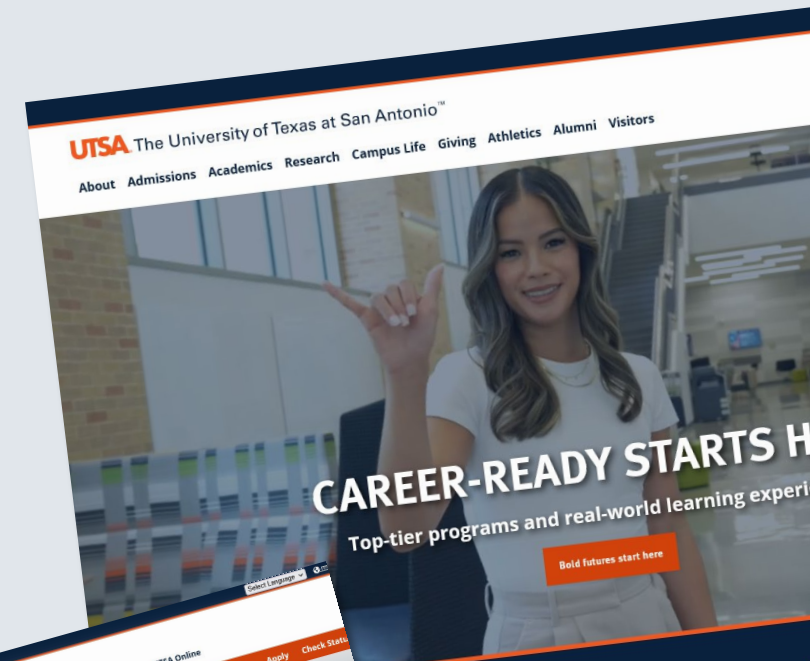 UTSA The University of Texas at San Antonio™
About Admissions Academics Research Campus Life Giving Athletics Alumni Visitors
CAREER-READY STARTS H
Top-tier programs and real-world learning experi
Bold futures start here
Select Language
Online
Apply Check Statu